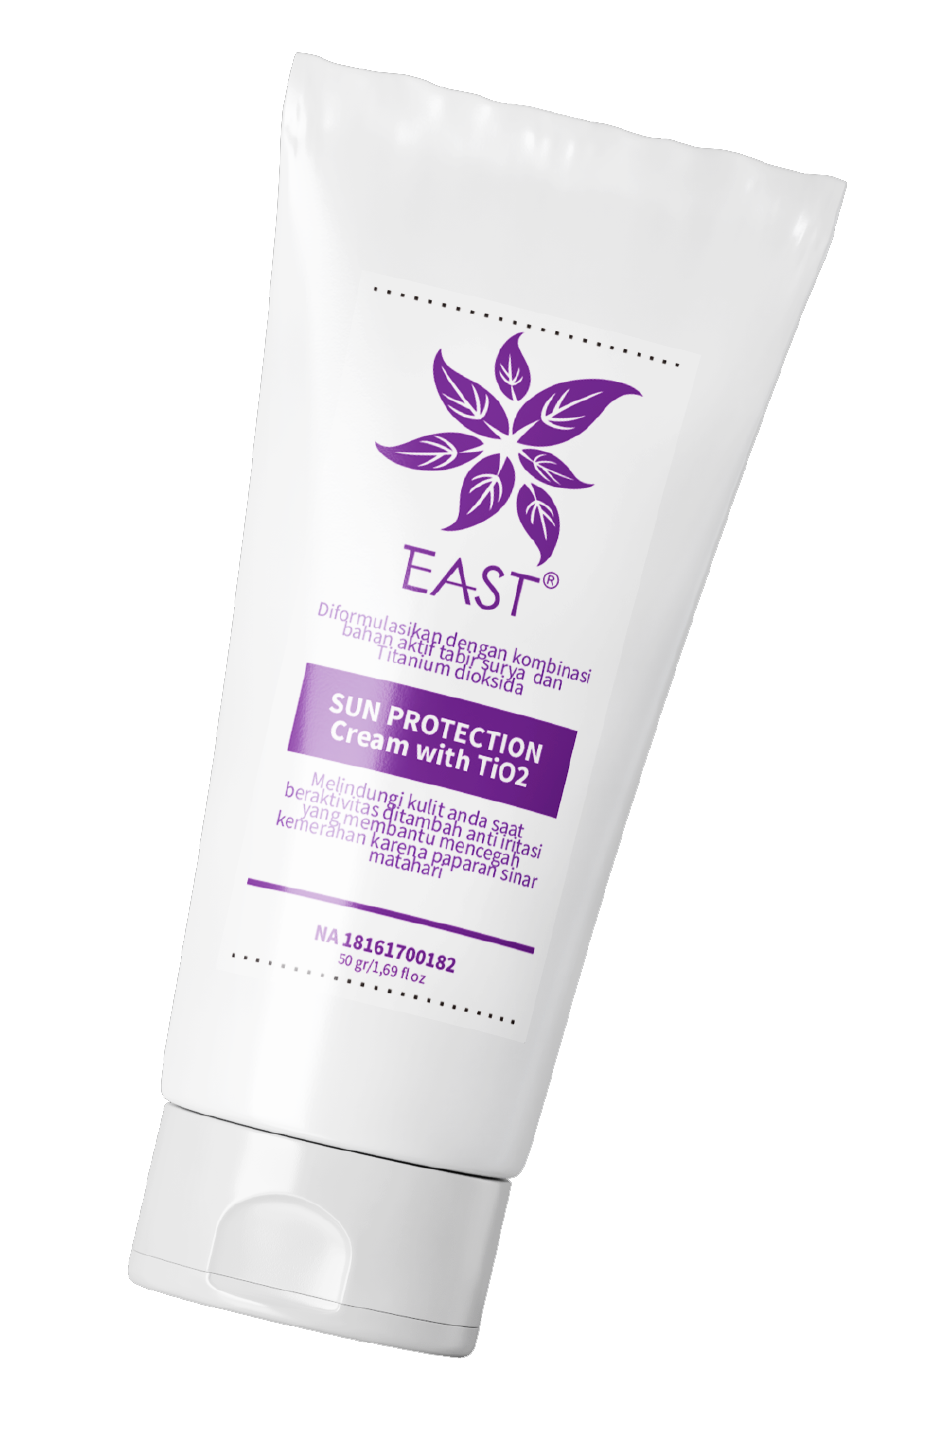 EAST®
Diformulasikan dengan kombinasi
bahan aktif tabir surya dan
Titanium dioksida
SUN PROTECTION
Cream with TiO2
Melindungi kulit anda saat
beraktivitas ditambah anti iritasi
yang membantu mencegah
kemerahan karena paparan sinar
matahari
NA 18161700182
50 gr/1,69 fl oz